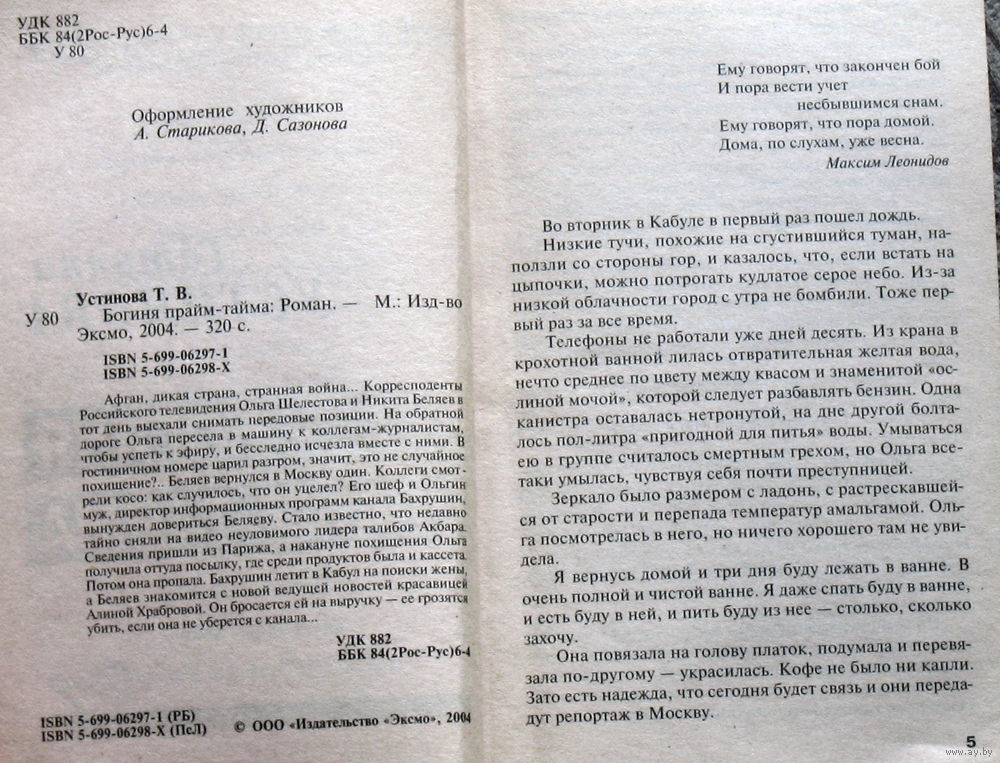 УДК 882
ББК 84(2Рос-Рус)6-4
У 80
Оформление художников
А. Старикова, Д. Сазонова
Устинова Т. В.
У 80
Богиня прайм-тайма: Роман. — М.: Изд-во
Эксмо, 2004. — 320 с.
ISBN 5-699-06297-1
ISBN 5-699-06298-X
Афган, дикая страна, странная война... Корреспонденты
Российского телевидения Ольга Шелестова и Никита Беляев в
тот день выехали снимать передовые позиции. На обратной
дороге Ольга пересела в машину к коллегам-журналистам,
чтобы успеть к эфиру, и бесследно исчезла вместе с ними. В
гостиничном номере царил разгром, значит, это не случайное
похищение?.. Беляев вернулся в Москву один. Коллеги смот-
рели косо: как случилось, что он уцелел? Его шеф и Ольгин
муж, директор информационных программ канала Бахрушин,
вынужден довериться Беляеву. Стало известно, что недавно
тайно сняли на видео неуловимого лидера талибов Акбара.
Сведения пришли из Парижа, а накануне похищения Ольга
получила оттуда посылку, где среди продуктов была и кассета.
Потом она пропала. Бахрушин летит в Кабул на поиски жены,
а Беляев знакомится с новой ведущей новостей красавицей
Алиной Храбровой. Он бросается ей на выручку — ее грозятся
убить, если она не уберется с канала...
УДК 882
ББК 84(2Рос-Рус)6-4
ISBN 5-699-06297-1 (РБ)
ISBN 5-699-06298-X (ПсЛ)
© ООО «Издательство «Эксмо», 2004
Ему говорят, что закончен бой
И пора вести учет
несбывшимся снам.
Ему говорят, что пора домой.
Дома, по слухам, уже весна.
Максим Леонидов
Во вторник в Кабуле в первый раз пошел дождь.
Низкие тучи, похожие на сгустившийся туман, на-
ползли со стороны гор, и казалось, что, если встать на
цыпочки, можно потрогать кудлатое серое небо. Из-за
низкой облачности город с утра не бомбили. Тоже пер-
вый раз за все время.
Телефоны не работали уже дней десять. Из крана в
крохотной ванной лилась отвратительная желтая вода,
нечто среднее по цвету между квасом и знаменитой «ос-
линой мочой», которой следует разбавлять бензин. Одна
канистра оставалась нетронутой, на дне другой болта-
лось пол-литра «пригодной для питья» воды. Умываться
ею в группе считалось смертным грехом, но Ольга все-
таки умылась, чувствуя себя почти преступницей.
Зеркало было размером с ладонь, с растрескавшей-
ся от старости и перепада температур амальгамой. Оль-
га посмотрелась в него, но ничего хорошего там не уви-
дела.
Я вернусь домой и три дня буду лежать в ванне. В
очень полной и чистой ванне. Я даже спать буду в ванне,
и есть буду в ней, и пить буду из нее — столько, сколько
захочу.
Она повязала на голову платок, подумала и перевя-
зала по-другому — украсилась. Кофе не было ни капли.
Зато есть надежда, что сегодня будет связь и они переда-
дут репортаж в Москву.
5
www.ay.by